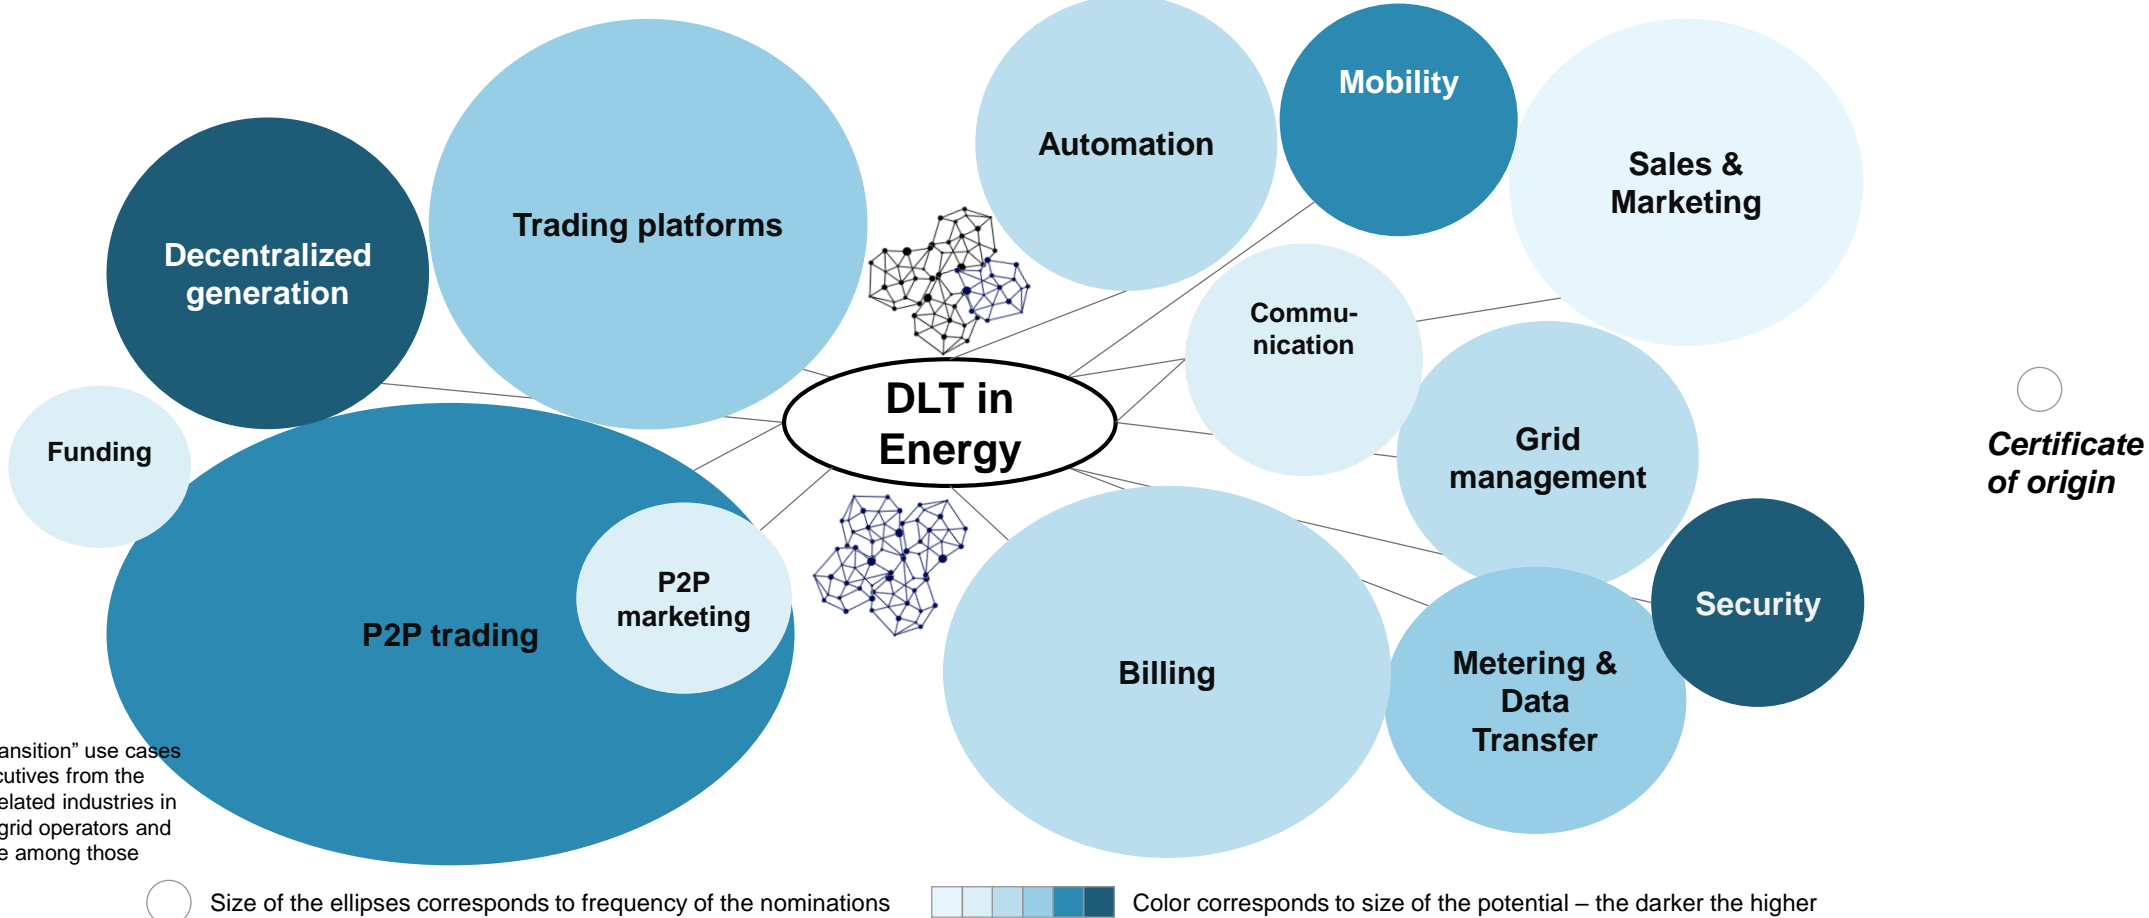 Mobility
Automation
Sales &
Marketing
Trading platforms
Decentralized
generation
Commu-
nication
DLT in
Energy
Funding
Grid
management
Certificate
of origin
P2P
marketing
P2P trading
Security
Billing
Metering &
Data
Transfer
ansition” use cases
cutives from the
elated industries in
grid operators and
e among those
Size of the ellipses corresponds to frequency of the nominations
Color corresponds to size of the potential – the darker the higher